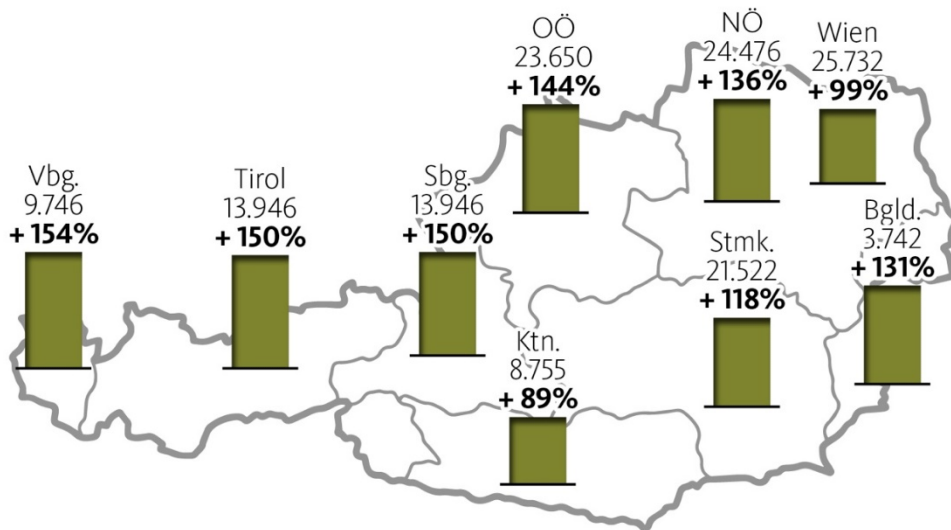 OÖ
23.650
+ 144%
NÖ
24.476
+ 136%
Wien
25.732
+ 99%
Vbg.
9.746
+ 154%
Tirol
13.946
+ 150%
Sbg.
13.946
+ 150%
Bgld.
3.742
+ 131%
Stmk.
21.522
+ 118%
Ktn.
8.755
+ 89%